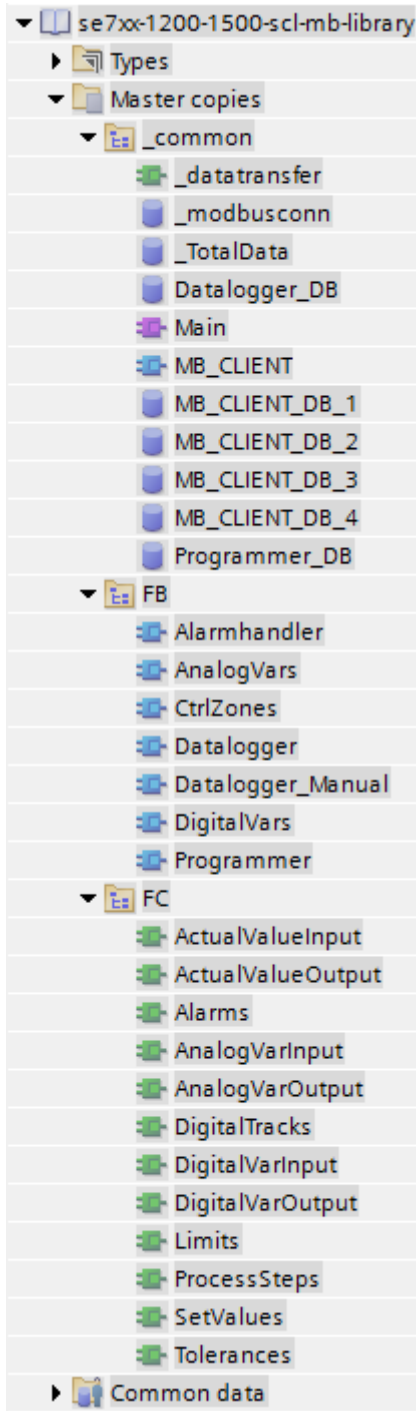 se7xx-1200-1500-scl-mb-library
Types
Master copies
_common
_datatransfer
_modbusconn
_TotalData
Datalogger_DB
Main
MB_CLIENT
MB_CLIENT_DB_1
MB_CLIENT_DB_2
MB_CLIENT_DB_3
MB_CLIENT_DB_4
Programmer_DB
FB
Alarmhandler
AnalogVars
CtrlZones
Datalogger
Datalogger_Manual
DigitalVars
Programmer
FC
ActualValueInput
ActualValueOutput
Alarms
AnalogVarInput
AnalogVarOutput
DigitalTracks
DigitalVarInput
DigitalVarOutput
Limits
ProcessSteps
SetValues
Tolerances
Common data